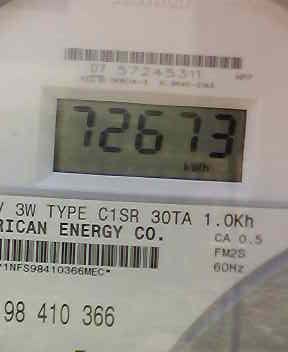 07 57245311
72673
kWh
V 3W TYPE C1SR 30TA 1.0Kh
RICAN ENERGY CO.
CA 0.5
FM2S
60Hz
*1NFS98410366MEC*
98 410 366